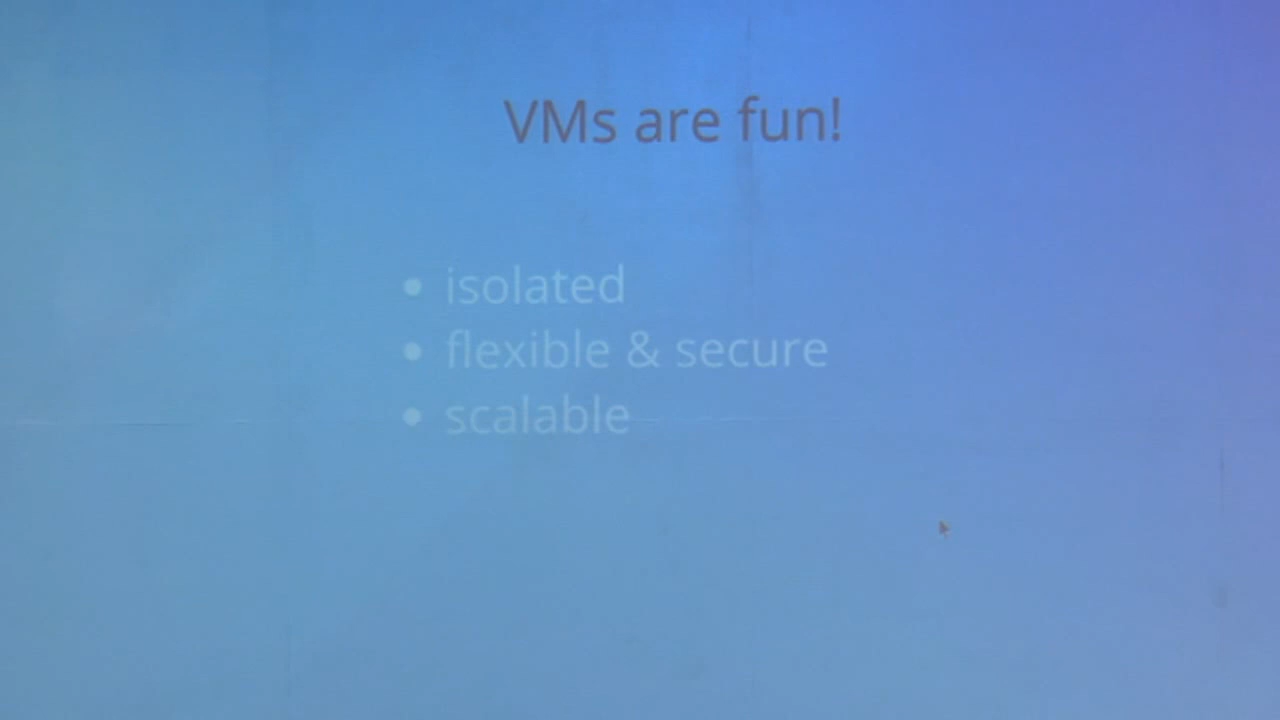 VMs are fun!
• isolated
• flexible & secure
• scalable